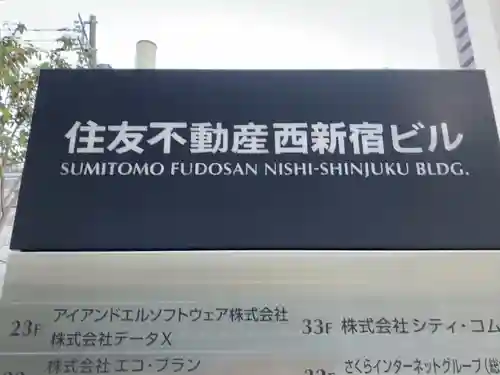 住友不動産西新宿ビル
SUMITOMO FUDOSAN NISHI-SHINJUKU BLDG.
23F アイアンドエルソフトウェア株式会社
株式会社データX
株式会社エコ・プラン
33F 株式会社シティ・コム
さくらインターネットグループ(総